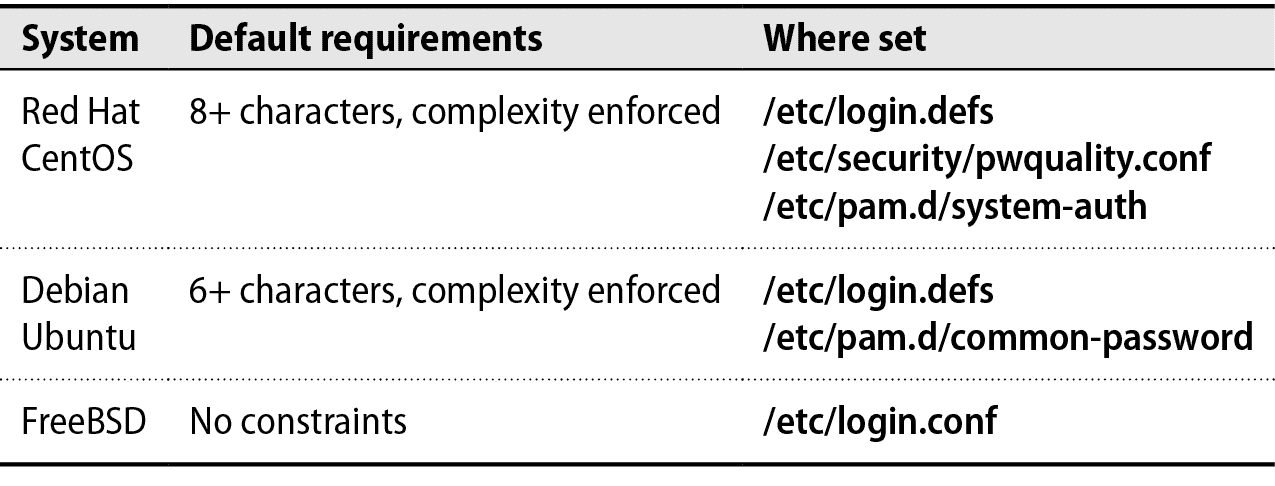 System Default requirements Where set
Red Hat 8+ characters, complexity enforced /etc/login.defs
CentOS /etc/security/pwquality.conf
/etc/pam.d/system-auth
Debian 6+ characters, complexity enforced /etc/login.defs
Ubuntu /etc/pam.d/common-password
FreeBSD No constraints /etc/login.conf